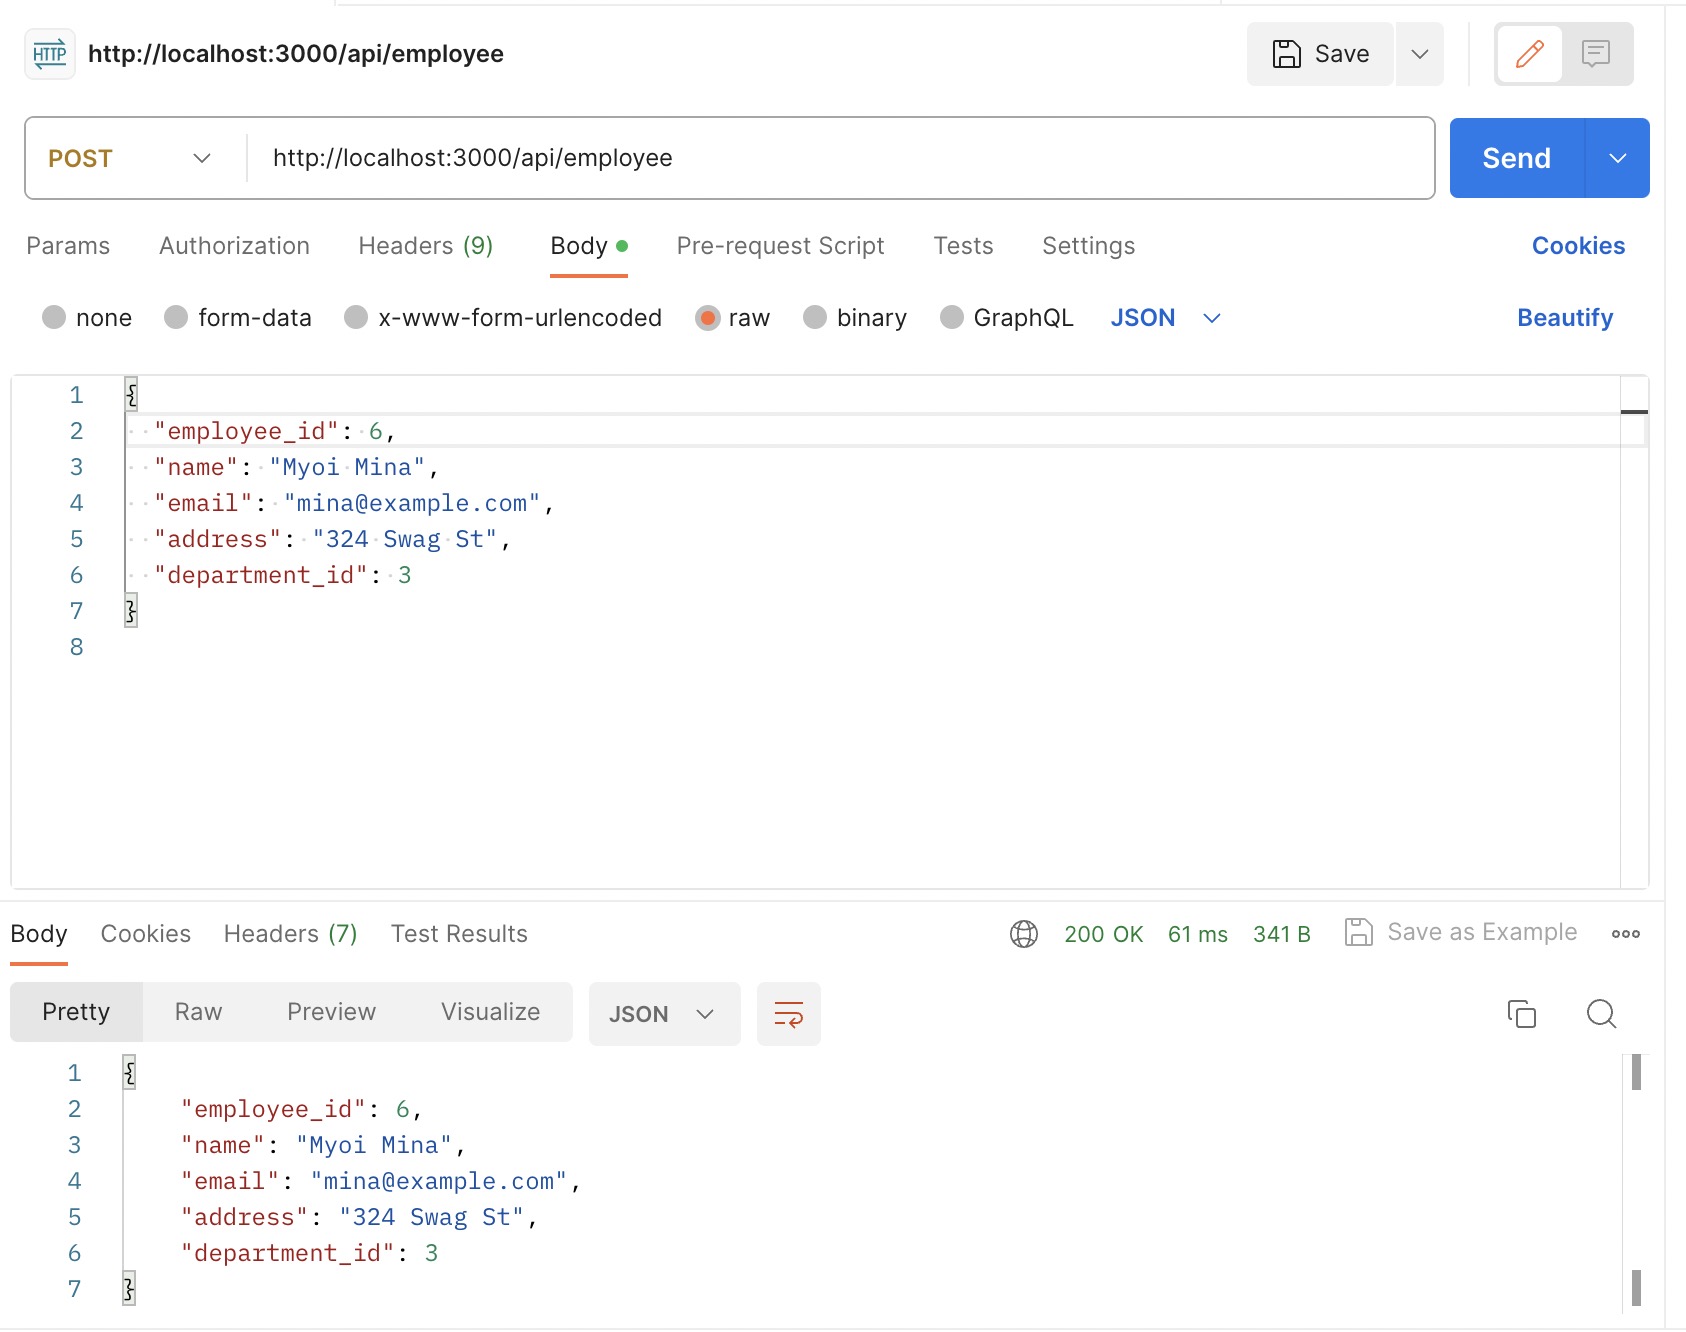 HTTP http://localhost:3000/api/employee Save
POST http://localhost:3000/api/employee Send
Params Authorization Headers (9) Body Pre-request Script Tests Settings Cookies
none form-data x-www-form-urlencoded raw binary GraphQL JSON Beautify
1 {
2 "employee_id": 6,
3 "name": "Myoi Mina",
4 "email": "mina@example.com",
5 "address": "324 Swag St",
6 "department_id": 3
7 }
8
Body Cookies Headers (7) Test Results 200 OK 61 ms 341 B Save as Example
Pretty Raw Preview Visualize JSON
1 {
2 "employee_id": 6,
3 "name": "Myoi Mina",
4 "email": "mina@example.com",
5 "address": "324 Swag St",
6 "department_id": 3
7 }